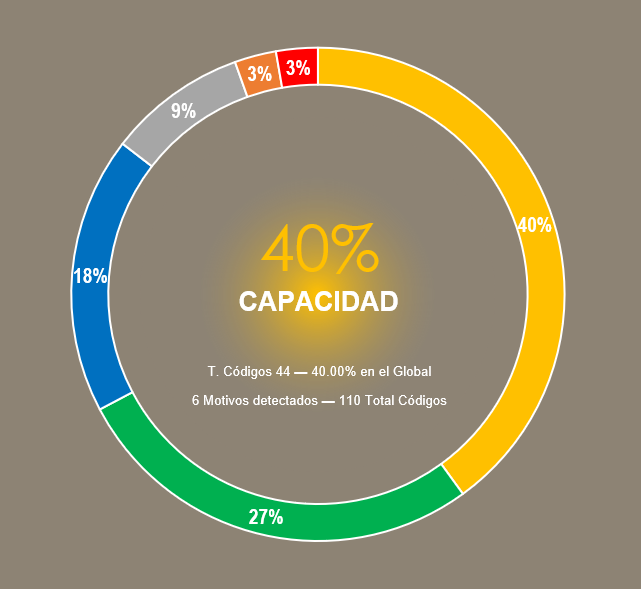 3%
3%
9%
40%
40%
18%
CAPACIDAD
T. Códigos 44 — 40.00% en el Global
6 Motivos detectados — 110 Total Códigos
27%